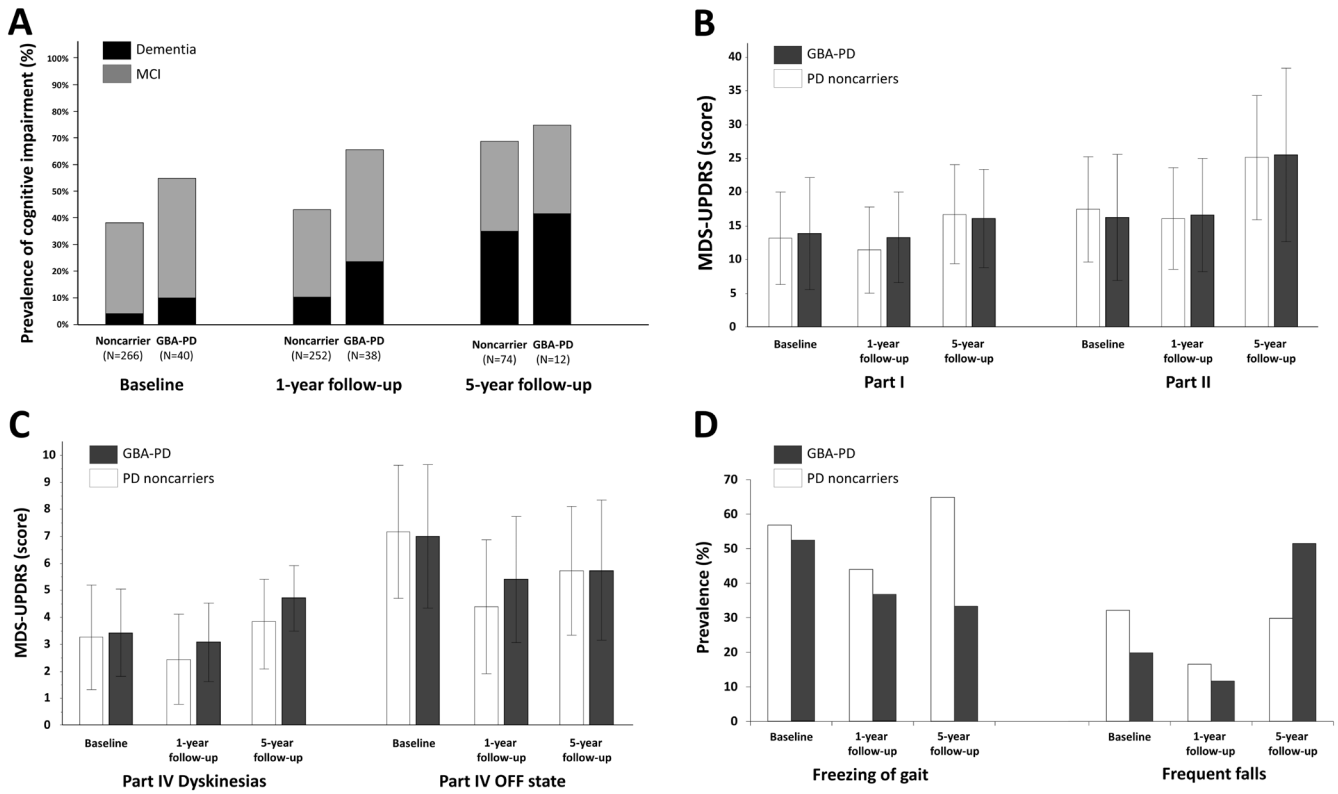 A
Dementia
MCI
Prevalence of cognitive impairment (%)
100%
90%
80%
70%
60%
50%
40%
30%
20%
10%
0%
Noncarrier GBA-PD
(N=266) (N=40)
Baseline
Noncarrier GBA-PD
(N=252) (N=38)
1-year follow-up
Noncarrier GBA-PD
(N=74) (N=12)
5-year follow-up
B
GBA-PD
PD noncarriers
MDS-UPDRS (score)
40
35
30
25
20
15
10
5
0
Baseline 1-year 5-year
follow-up follow-up
Part I
Baseline 1-year 5-year
follow-up follow-up
Part II
C
GBA-PD
PD noncarriers
MDS-UPDRS (score)
10
9
8
7
6
5
4
3
2
1
0
Baseline 1-year 5-year
follow-up follow-up
Part IV Dyskinesias
Baseline 1-year 5-year
follow-up follow-up
Part IV OFF state
D
GBA-PD
PD noncarriers
Prevalence (%)
70
60
50
40
30
20
10
0
Baseline 1-year 5-year
follow-up follow-up
Freezing of gait
Baseline 1-year 5-year
follow-up follow-up
Frequent falls